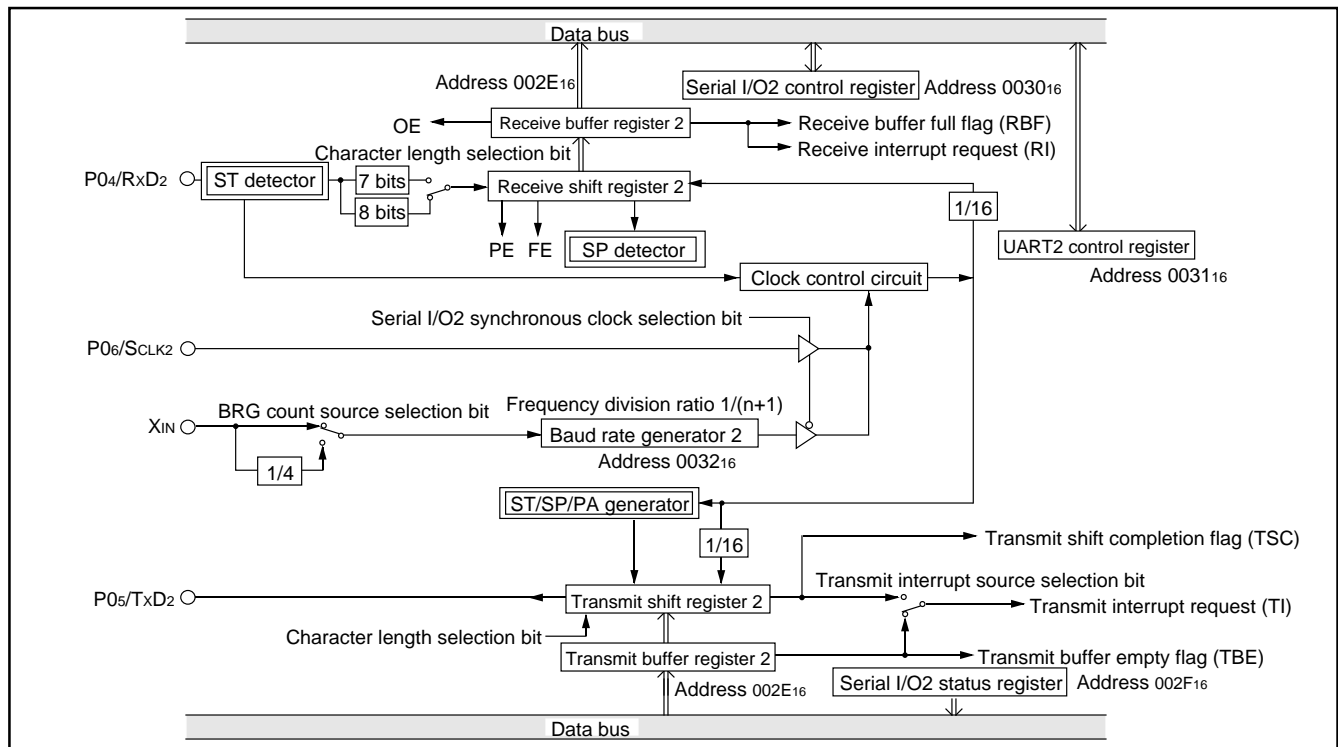 Data bus
Address 002E16
Serial I/O2 control register Address 003016
OE
Receive buffer register 2
Receive buffer full flag (RBF)
Receive interrupt request (RI)
Character length selection bit
P04/RXD2
ST detector
7 bits
8 bits
Receive shift register 2
1/16
PE FE
SP detector
UART2 control register
Address 003116
Clock control circuit
Serial I/O2 synchronous clock selection bit
P06/SCLK2
XIN
BRG count source selection bit
Frequency division ratio 1/(n+1)
Baud rate generator 2
Address 003216
1/4
ST/SP/PA generator
1/16
Transmit shift completion flag (TSC)
Transmit interrupt source selection bit
P05/TXD2
Transmit shift register 2
Transmit interrupt request (TI)
Character length selection bit
Transmit buffer register 2
Transmit buffer empty flag (TBE)
Address 002E16
Serial I/O2 status register Address 002F16
Data bus